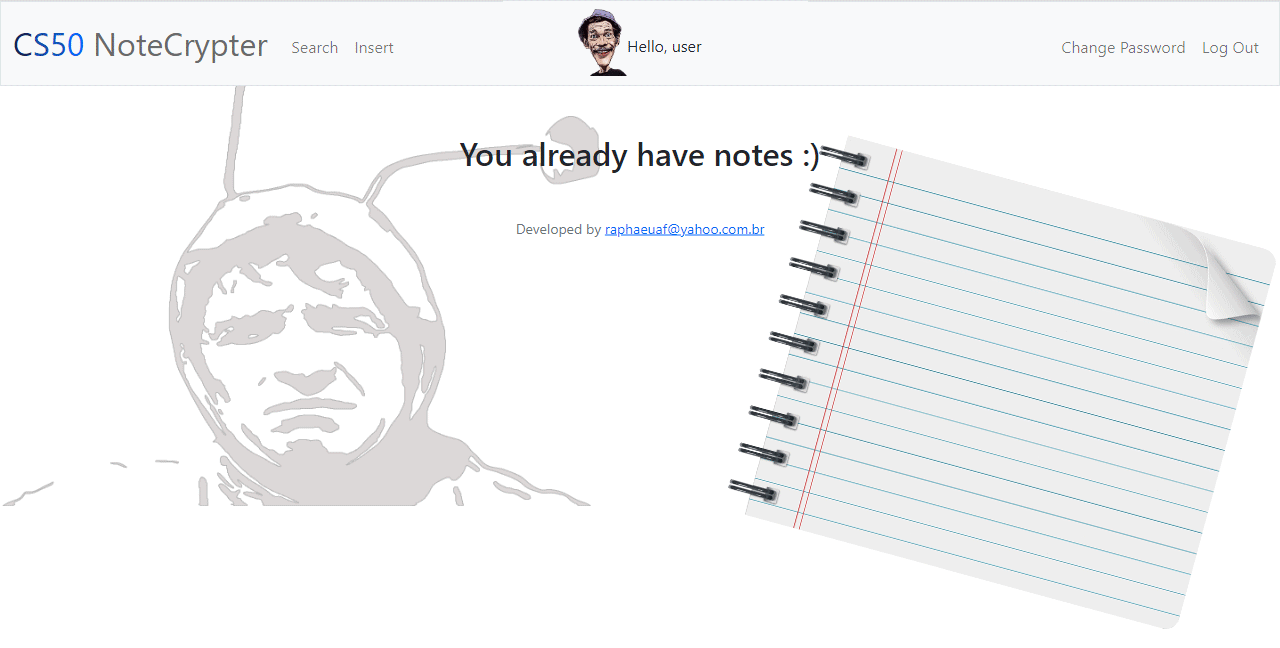 CS50 NoteCrypter Search Insert Hello, user Change Password Log Out
You already have notes :)
Developed by raphaeuaf@yahoo.com.br